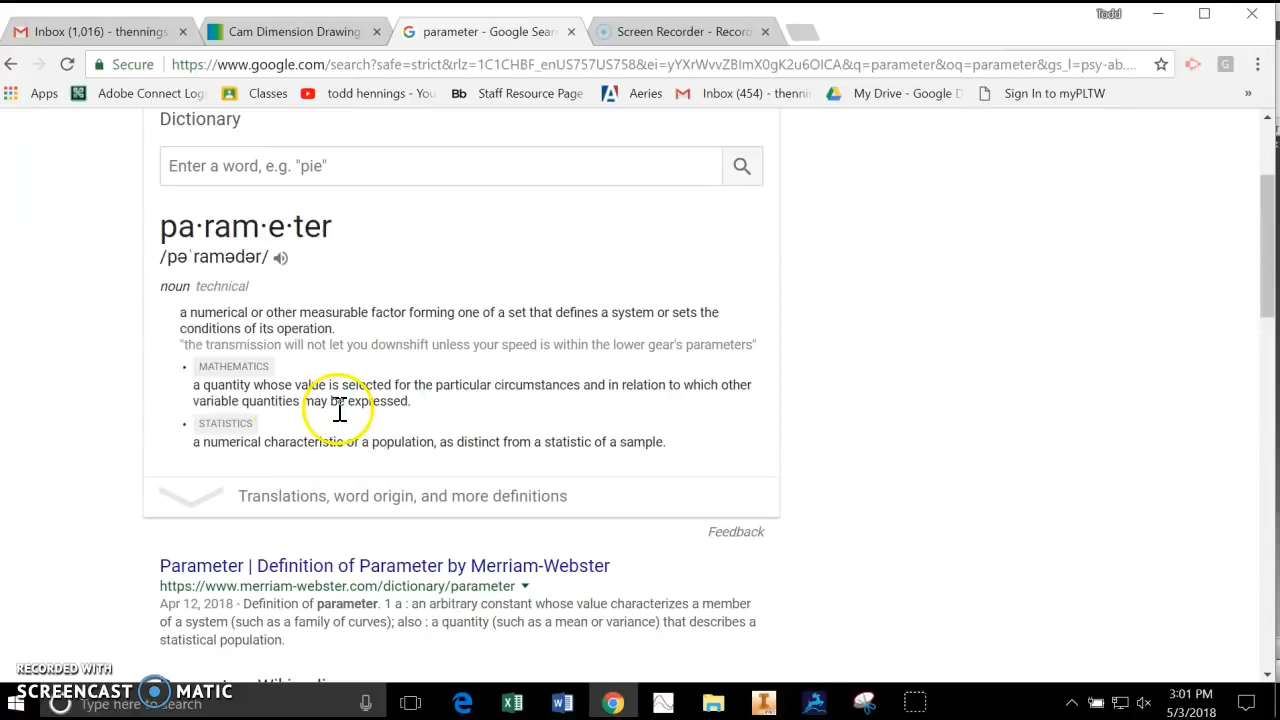 Todd
Inbox (1,016) - thennings
Cam Dimension Drawing
parameter - Google Sear
Screen Recorder - Record
Secure
https://www.google.com/search?safe=strict&rlz=1C1CHBF_enUS757US758&ei=yYXrWvvZBImX0gK2u6OICA&q=parameter&oq=parameter&gs_l=psy-ab....
G
Apps
Adobe Connect Log
Classes
todd hennings - You
Bb
Staff Resource Page
Aeries
Inbox (454) - thenni
My Drive - Google D
Sign In to myPLTW
»
Dictionary
Enter a word, e.g. "pie"
pa·ram·e·ter
/pəˈramədər/
noun technical
a numerical or other measurable factor forming one of a set that defines a system or sets the
conditions of its operation.
"the transmission will not let you downshift unless your speed is within the lower gear's parameters"
MATHEMATICS
a quantity whose value is selected for the particular circumstances and in relation to which other
variable quantities may be expressed.
STATISTICS
a numerical characteristic of a population, as distinct from a statistic of a sample.
Translations, word origin, and more definitions
Feedback
Parameter | Definition of Parameter by Merriam-Webster
https://www.merriam-webster.com/dictionary/parameter
Apr 12, 2018 - Definition of parameter. 1 a : an arbitrary constant whose value characterizes a member
of a system (such as a family of curves); also : a quantity (such as a mean or variance) that describes a
statistical population.
RECORDED WITH
SCREENCAST MATIC
Type here to search
3:01 PM
5/3/2018